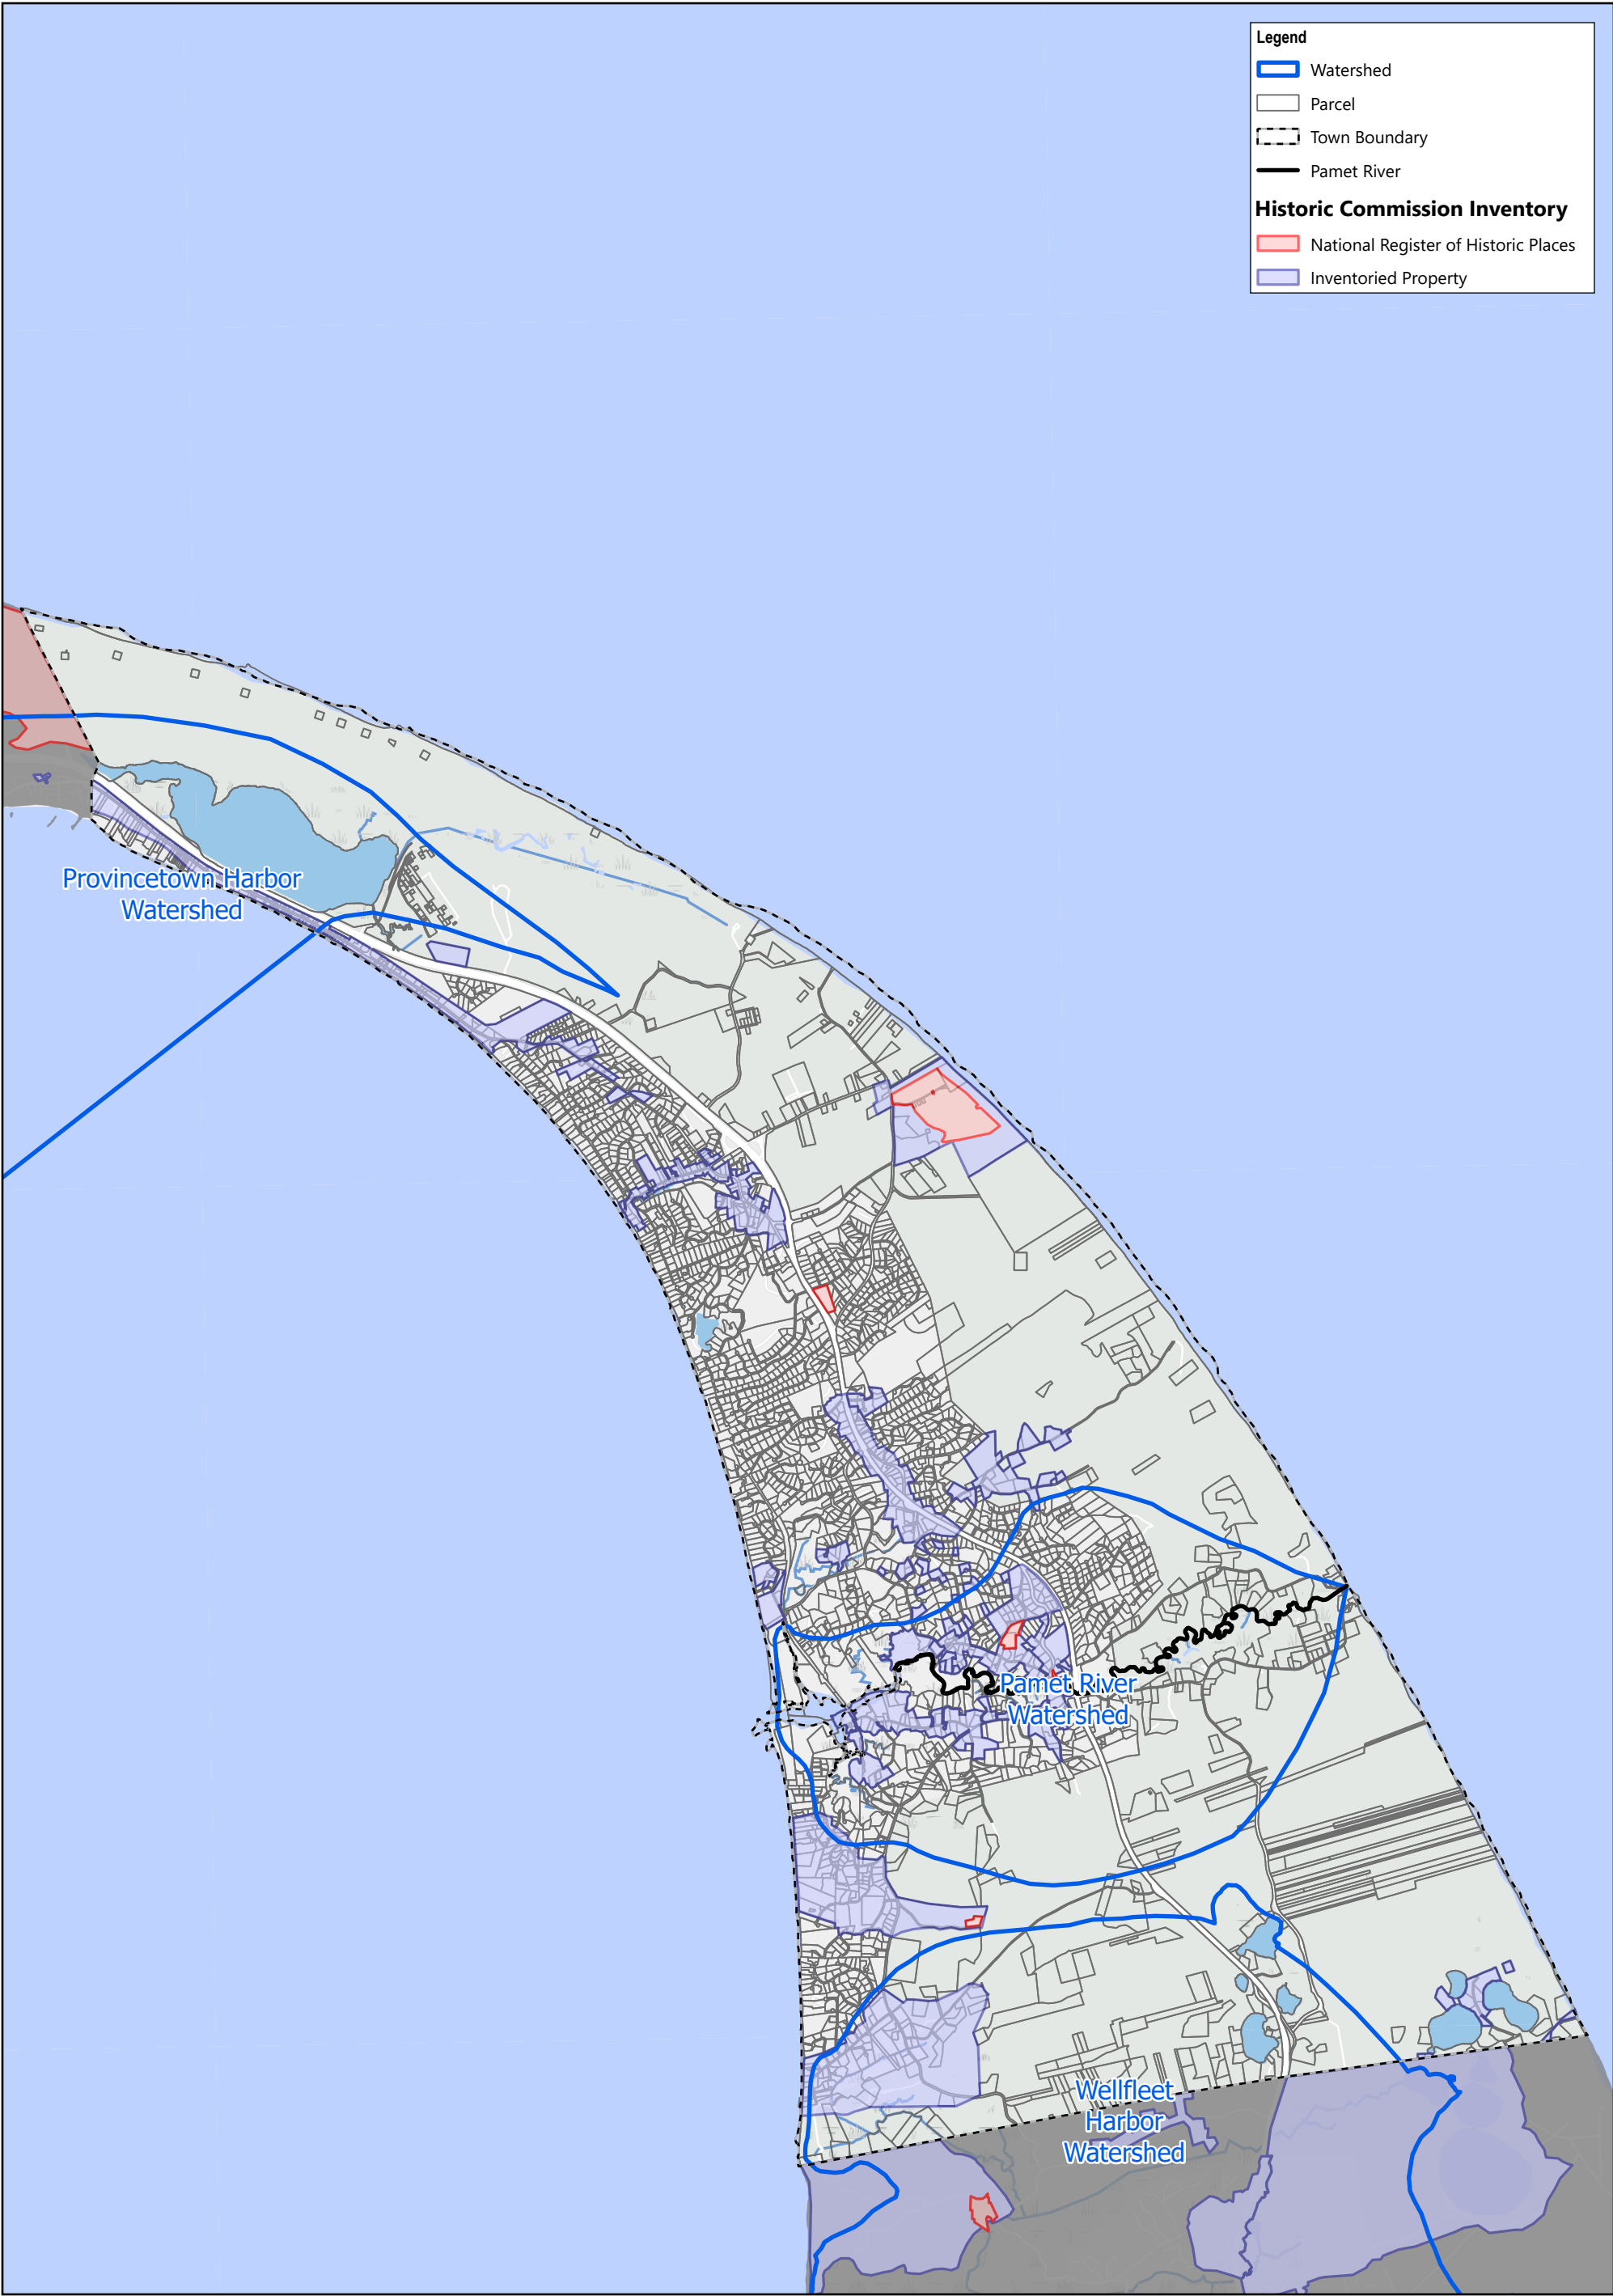 Legend
Watershed
Parcel
Town Boundary
Pamet River
Historic Commission Inventory
National Register of Historic Places
Inventoried Property
Provincetown Harbor
Watershed
Pamet River
Watershed
Wellfleet
Harbor
Watershed